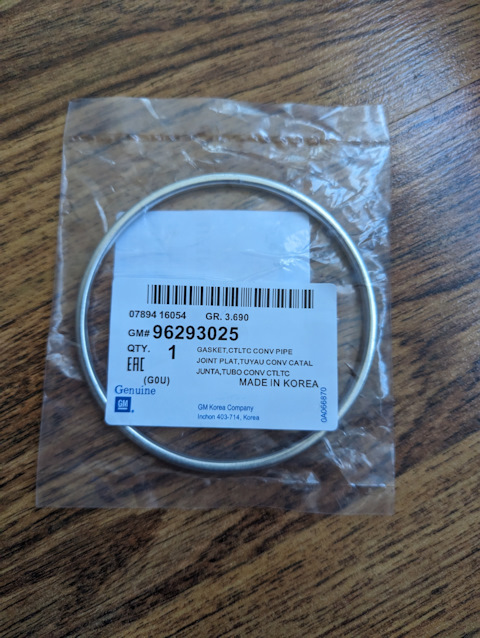 07894 16054 GR. 3.690
GM# 96293025
QTY. 1
GASKET,CTLTC CONV PIPE
JOINT PLAT,TUYAU CONV CATAL
JUNTA,TUBO CONV CTLTC
EAC
(G0U)
MADE IN KOREA
Genuine
GM
GM Korea Company
Inchon 403-714, Korea
0A066870